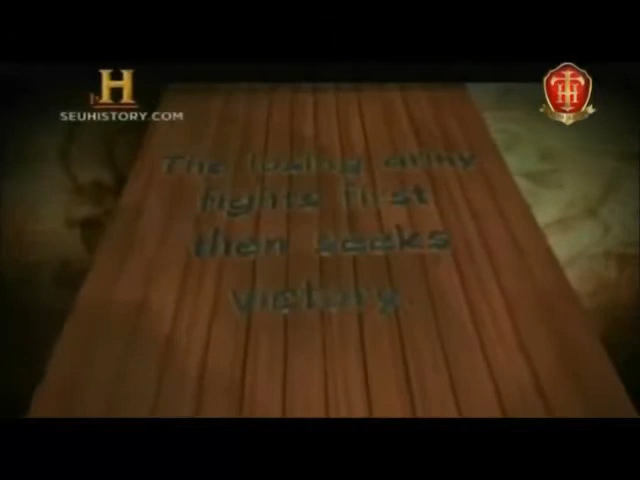 H
SEUHISTORY.COM
The losing army
fights first
then seeks
victory.